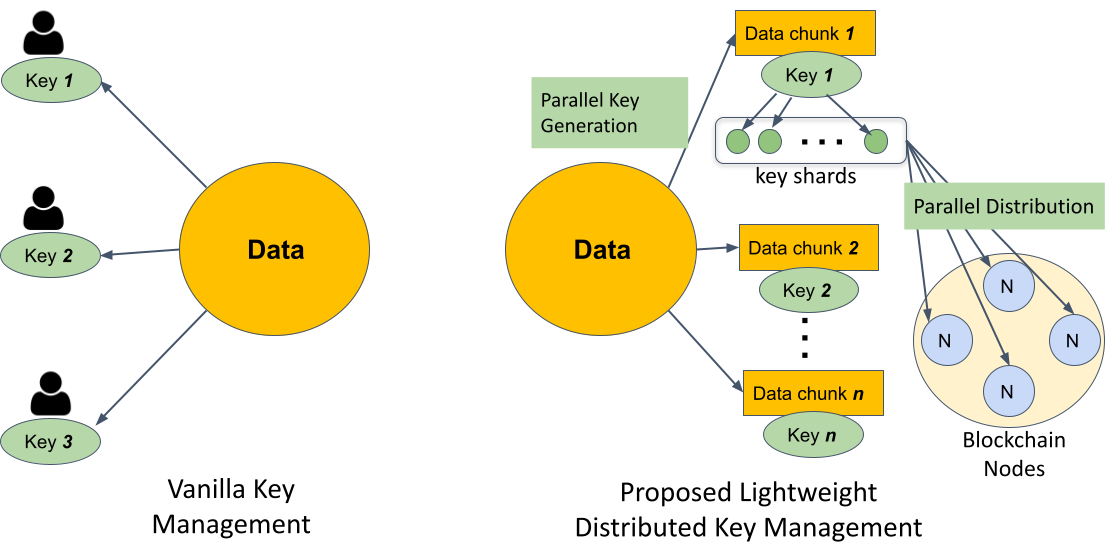 Key 1
Key 2
Key 3
Data
Vanilla Key
Management
Parallel Key
Generation
Data
Data chunk 1
Key 1
key shards
Data chunk 2
Key 2
Data chunk n
Key n
Parallel Distribution
N
N
N
N
Blockchain
Nodes
Proposed Lightweight
Distributed Key Management